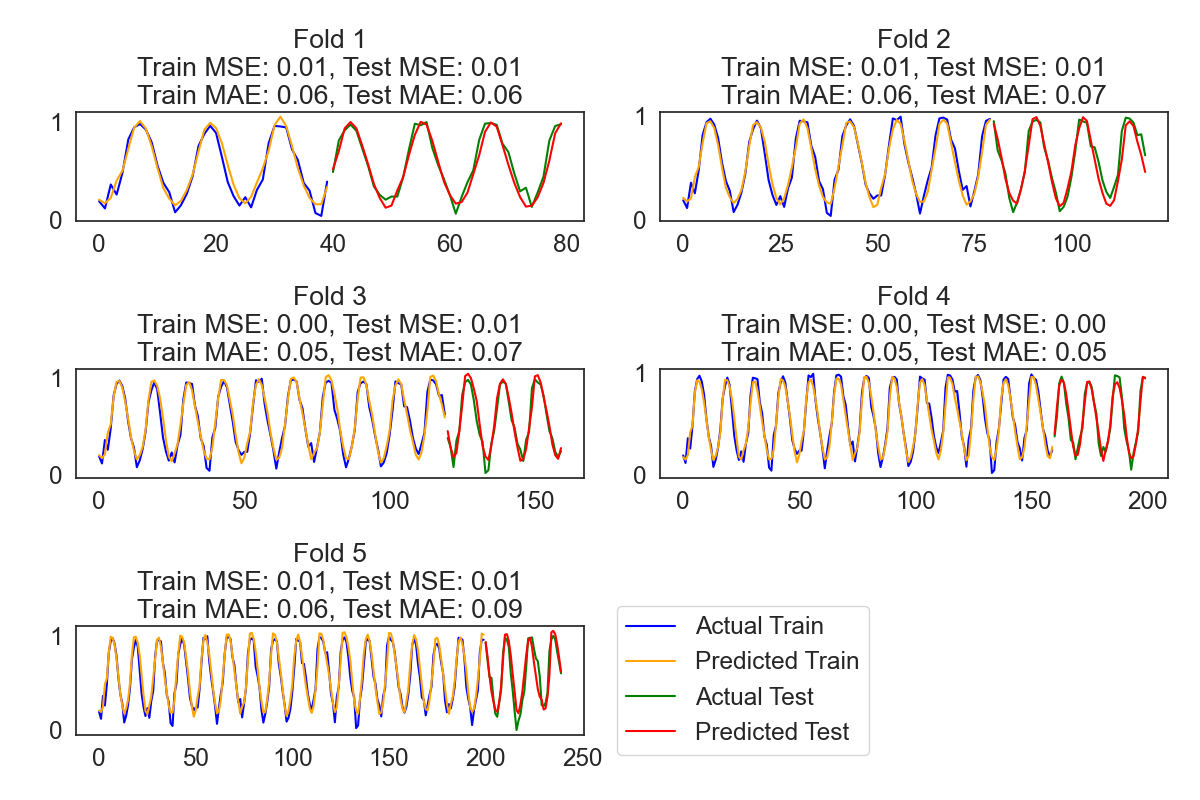 Fold 1
Train MSE: 0.01, Test MSE: 0.01
Train MAE: 0.06, Test MAE: 0.06
1
0
0 20 40 60 80
Fold 2
Train MSE: 0.01, Test MSE: 0.01
Train MAE: 0.06, Test MAE: 0.07
1
0
0 25 50 75 100
Fold 3
Train MSE: 0.00, Test MSE: 0.01
Train MAE: 0.05, Test MAE: 0.07
1
0
0 50 100 150
Fold 4
Train MSE: 0.00, Test MSE: 0.00
Train MAE: 0.05, Test MAE: 0.05
1
0
0 50 100 150 200
Fold 5
Train MSE: 0.01, Test MSE: 0.01
Train MAE: 0.06, Test MAE: 0.09
1
0
0 50 100 150 200 250
Actual Train
Predicted Train
Actual Test
Predicted Test